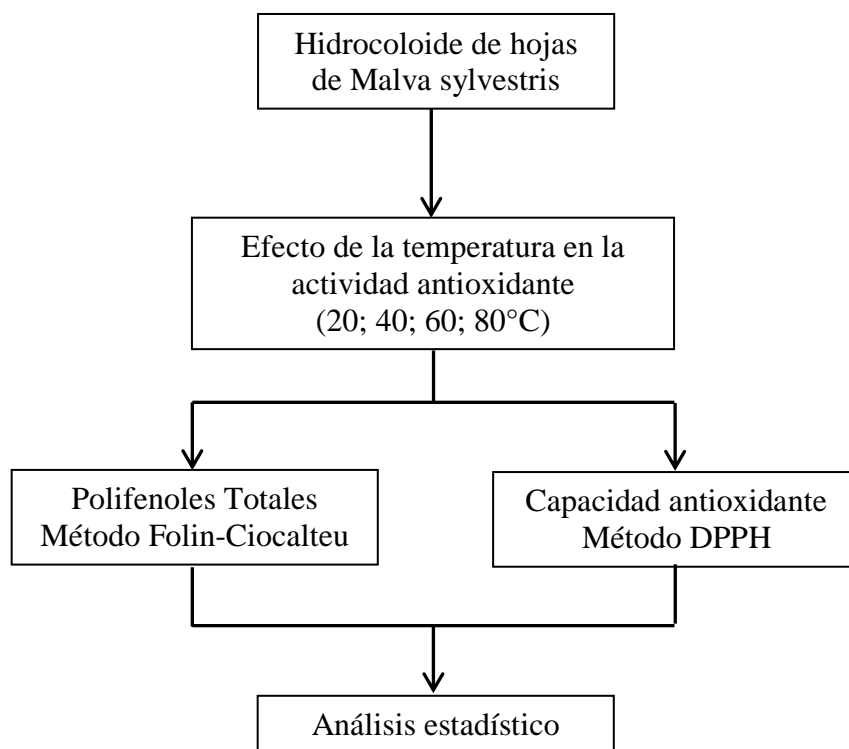 Hidrocoloide de hojas
de Malva sylvestris
Efecto de la temperatura en la
actividad antioxidante
(20; 40; 60; 80°C)
Polifenoles Totales
Método Folin-Ciocalteu
Capacidad antioxidante
Método DPPH
Análisis estadístico